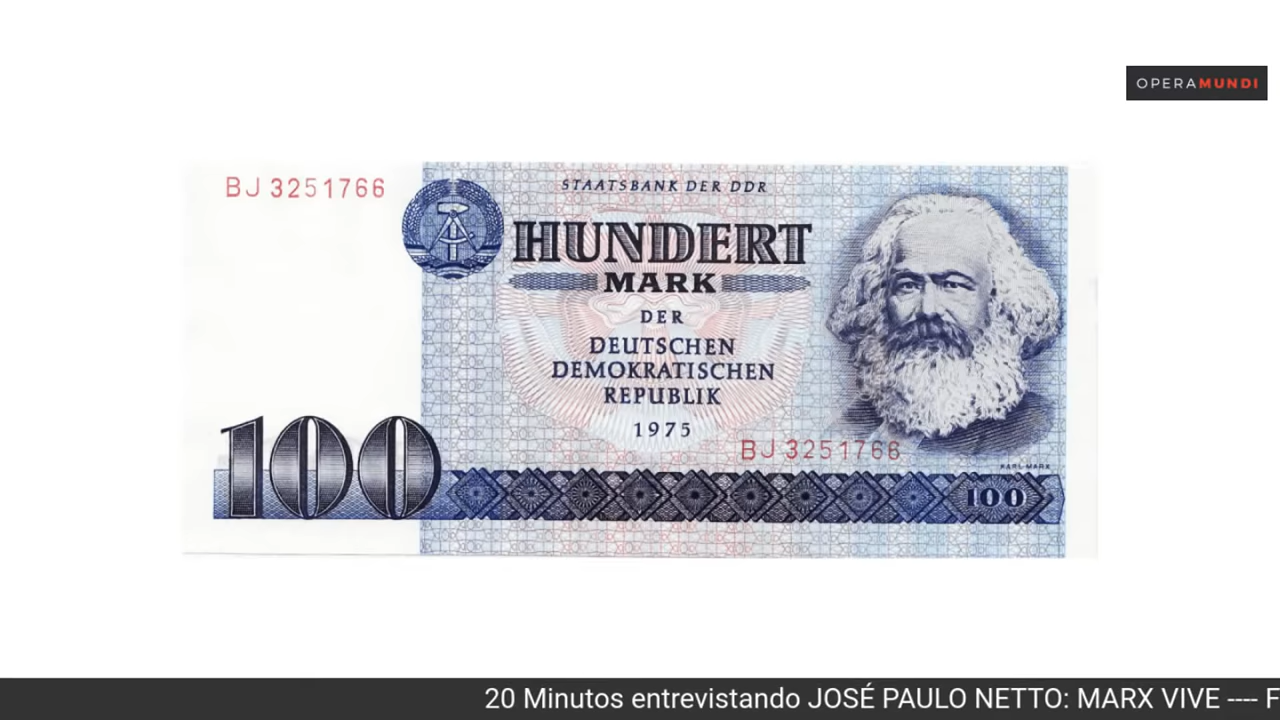 OPERAMUNDI
BJ 3251766
STAATSBANK DER DDR
HUNDERT
MARK
DER
DEUTSCHEN
DEMOKRATISCHEN
REPUBLIK
1975
BJ 3251766
KARL MARX
100
100
20 Minutos entrevistando JOSÉ PAULO NETTO: MARX VIVE ---- F